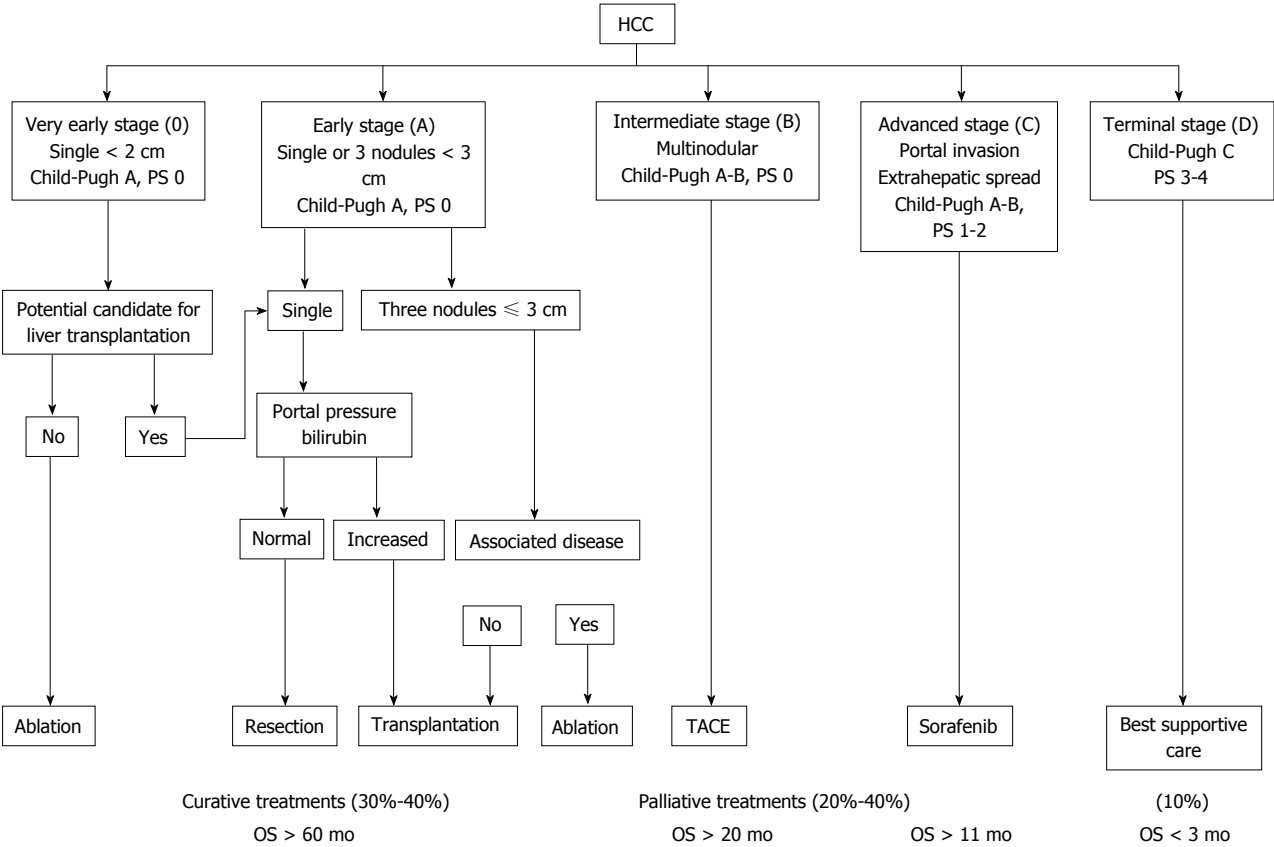 HCC
Very early stage (0)
Single < 2 cm
Child-Pugh A, PS 0
Early stage (A)
Single or 3 nodules < 3
cm
Child-Pugh A, PS 0
Intermediate stage (B)
Multinodular
Child-Pugh A-B, PS 0
Advanced stage (C)
Portal invasion
Extrahepatic spread
Child-Pugh A-B,
PS 1-2
Terminal stage (D)
Child-Pugh C
PS 3-4
Potential candidate for
liver transplantation
Single
Three nodules ≤ 3 cm
No
Yes
Portal pressure
bilirubin
Normal
Increased
Associated disease
No
Yes
Ablation
Resection
Transplantation
Ablation
TACE
Sorafenib
Best supportive
care
Curative treatments (30%-40%)
Palliative treatments (20%-40%)
(10%)
OS > 60 mo
OS > 20 mo
OS > 11 mo
OS < 3 mo